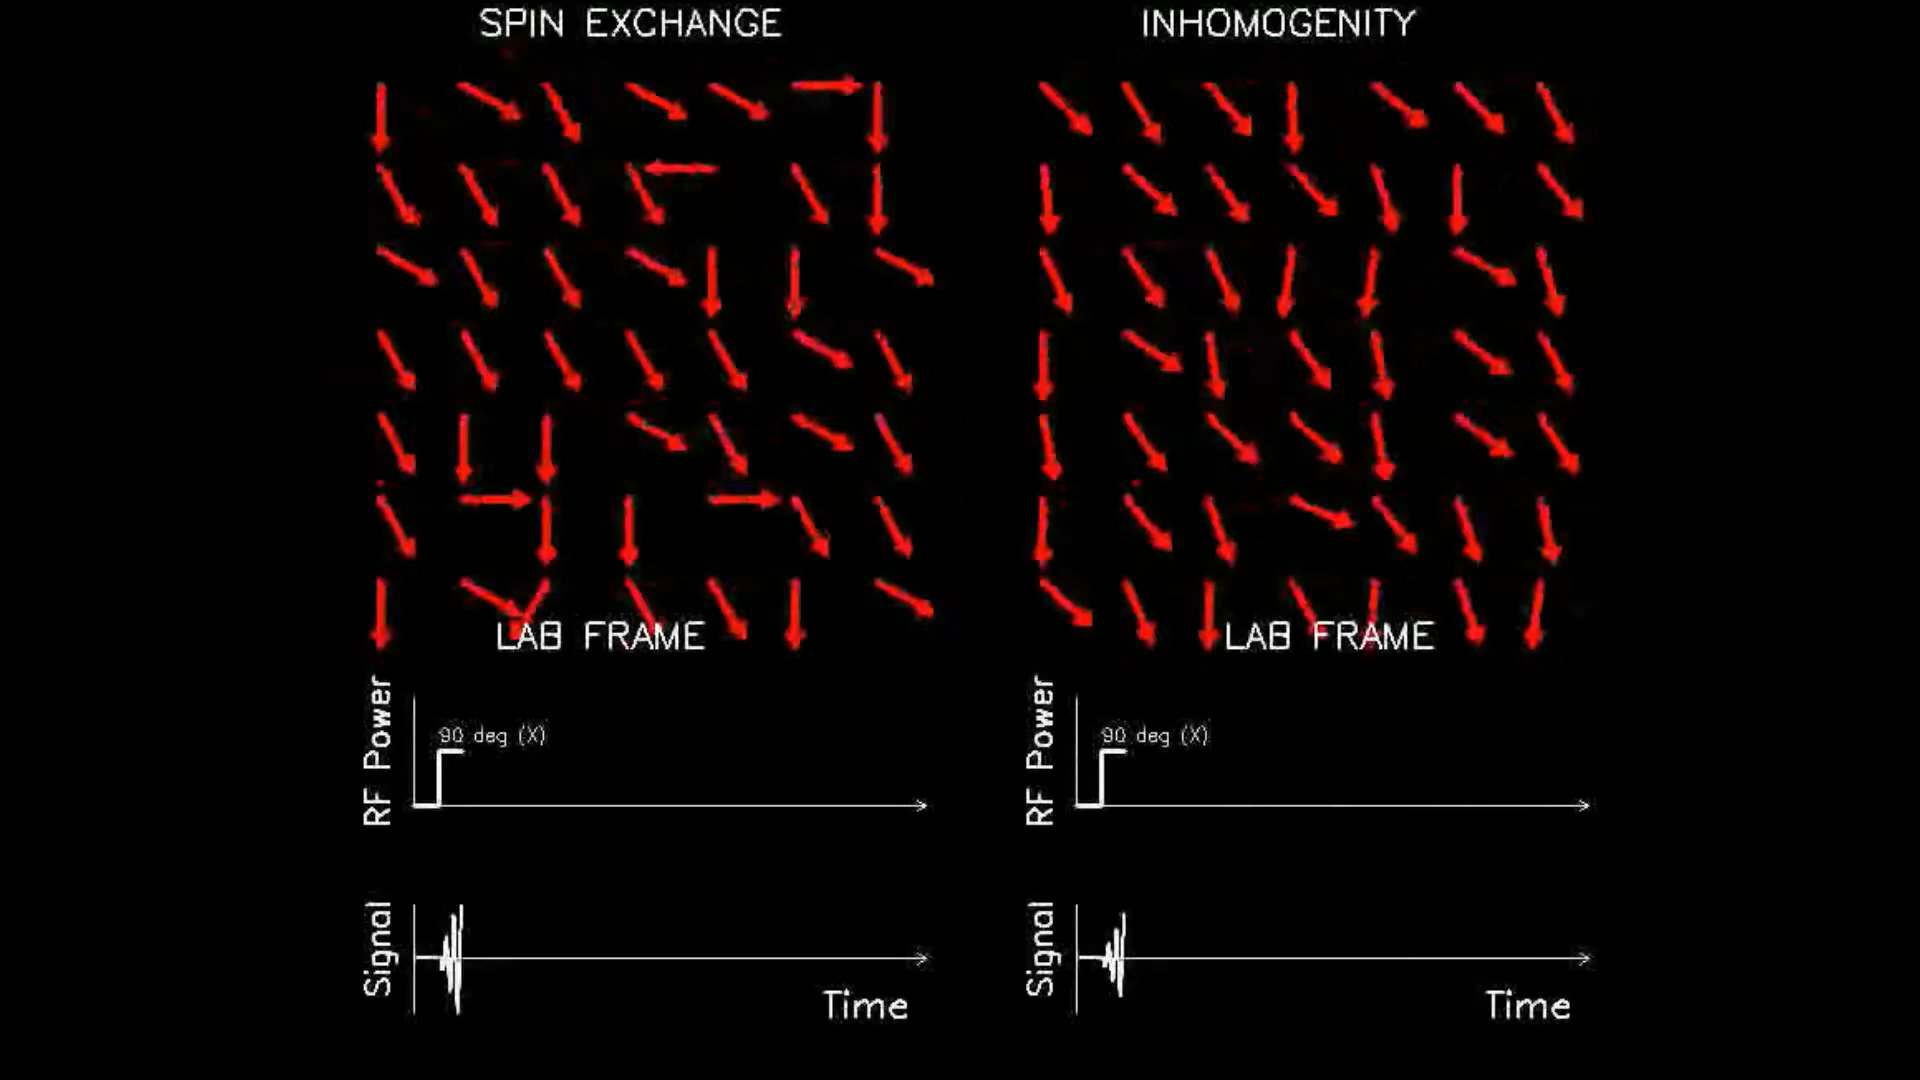 SPIN EXCHANGE
INHOMOGENITY
LAB FRAME
LAB FRAME
RF Power
90 deg (X)
RF Power
90 deg (X)
Signal
Time
Signal
Time